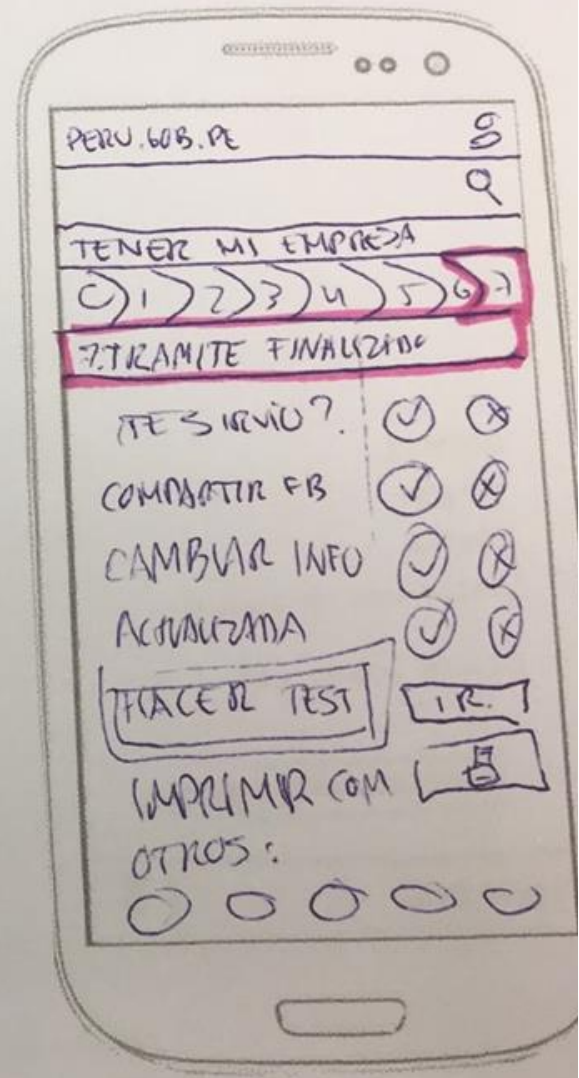 PERU.GOB.PE
TENER MI EMPRESA
0 1 2 3 4 5 6 7
7. TRAMITE FINALIZADO
¿TE SIRVIO?
COMPARTIR FB
CAMBIAR INFO
ACTUALIZADA
HACER TEST IR.
IMPRIMIR COM
OTROS: